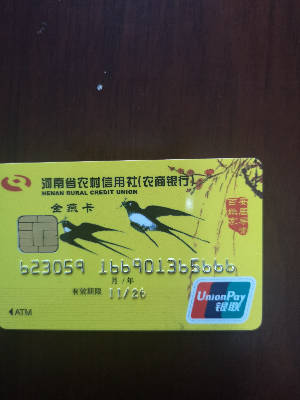 河南省农村信用社(农商银行)
HENAN RURAL CREDIT UNION
金燕卡
623059 1669013656666
月/年
有效期限 11/26
◀ATM
UnionPay
银联